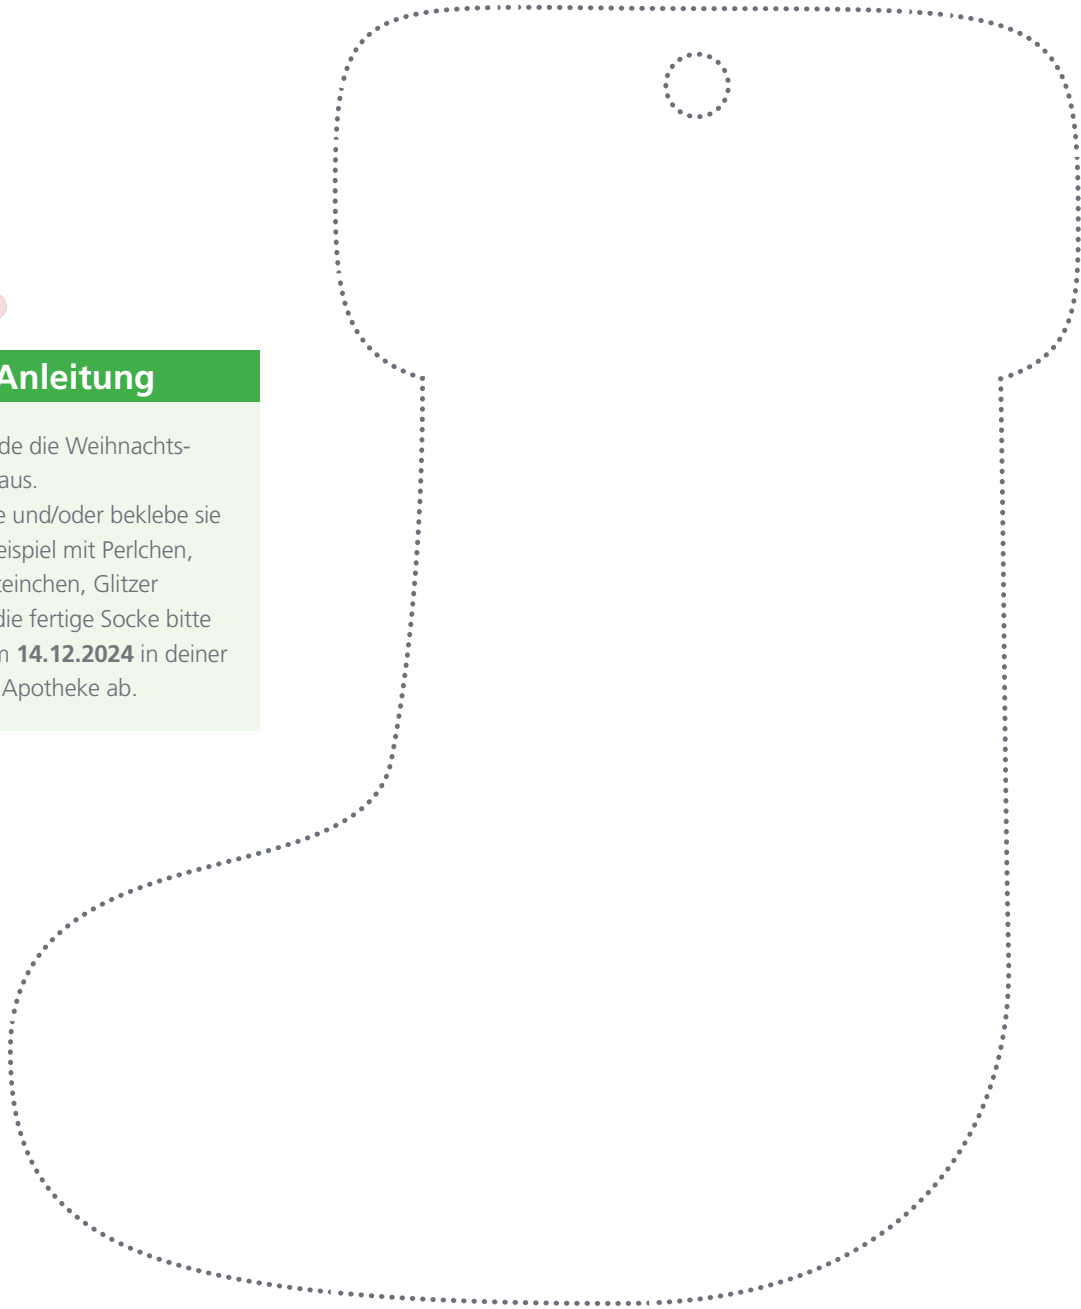 Anleitung
de die Weihnachts-
aus.
e und/oder beklebe sie
eispiel mit Perlchen,
einchen, Glitzer
die fertige Socke bitte
m 14.12.2024 in deiner
Apotheke ab.